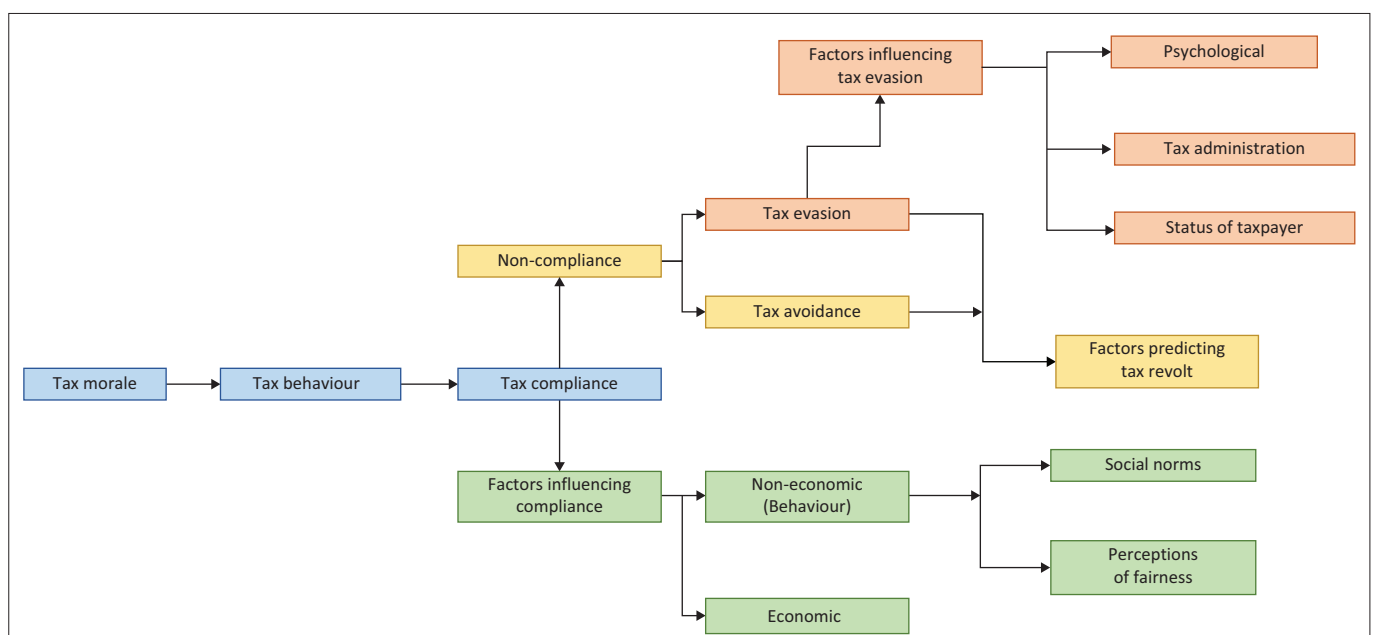 Factors influencing
tax evasion
Psychological
Tax administration
Status of taxpayer
Tax evasion
Non-compliance
Tax avoidance
Factors predicting
tax revolt
Tax morale
Tax behaviour
Tax compliance
Factors influencing
compliance
Non-economic
(Behaviour)
Social norms
Perceptions
of fairness
Economic